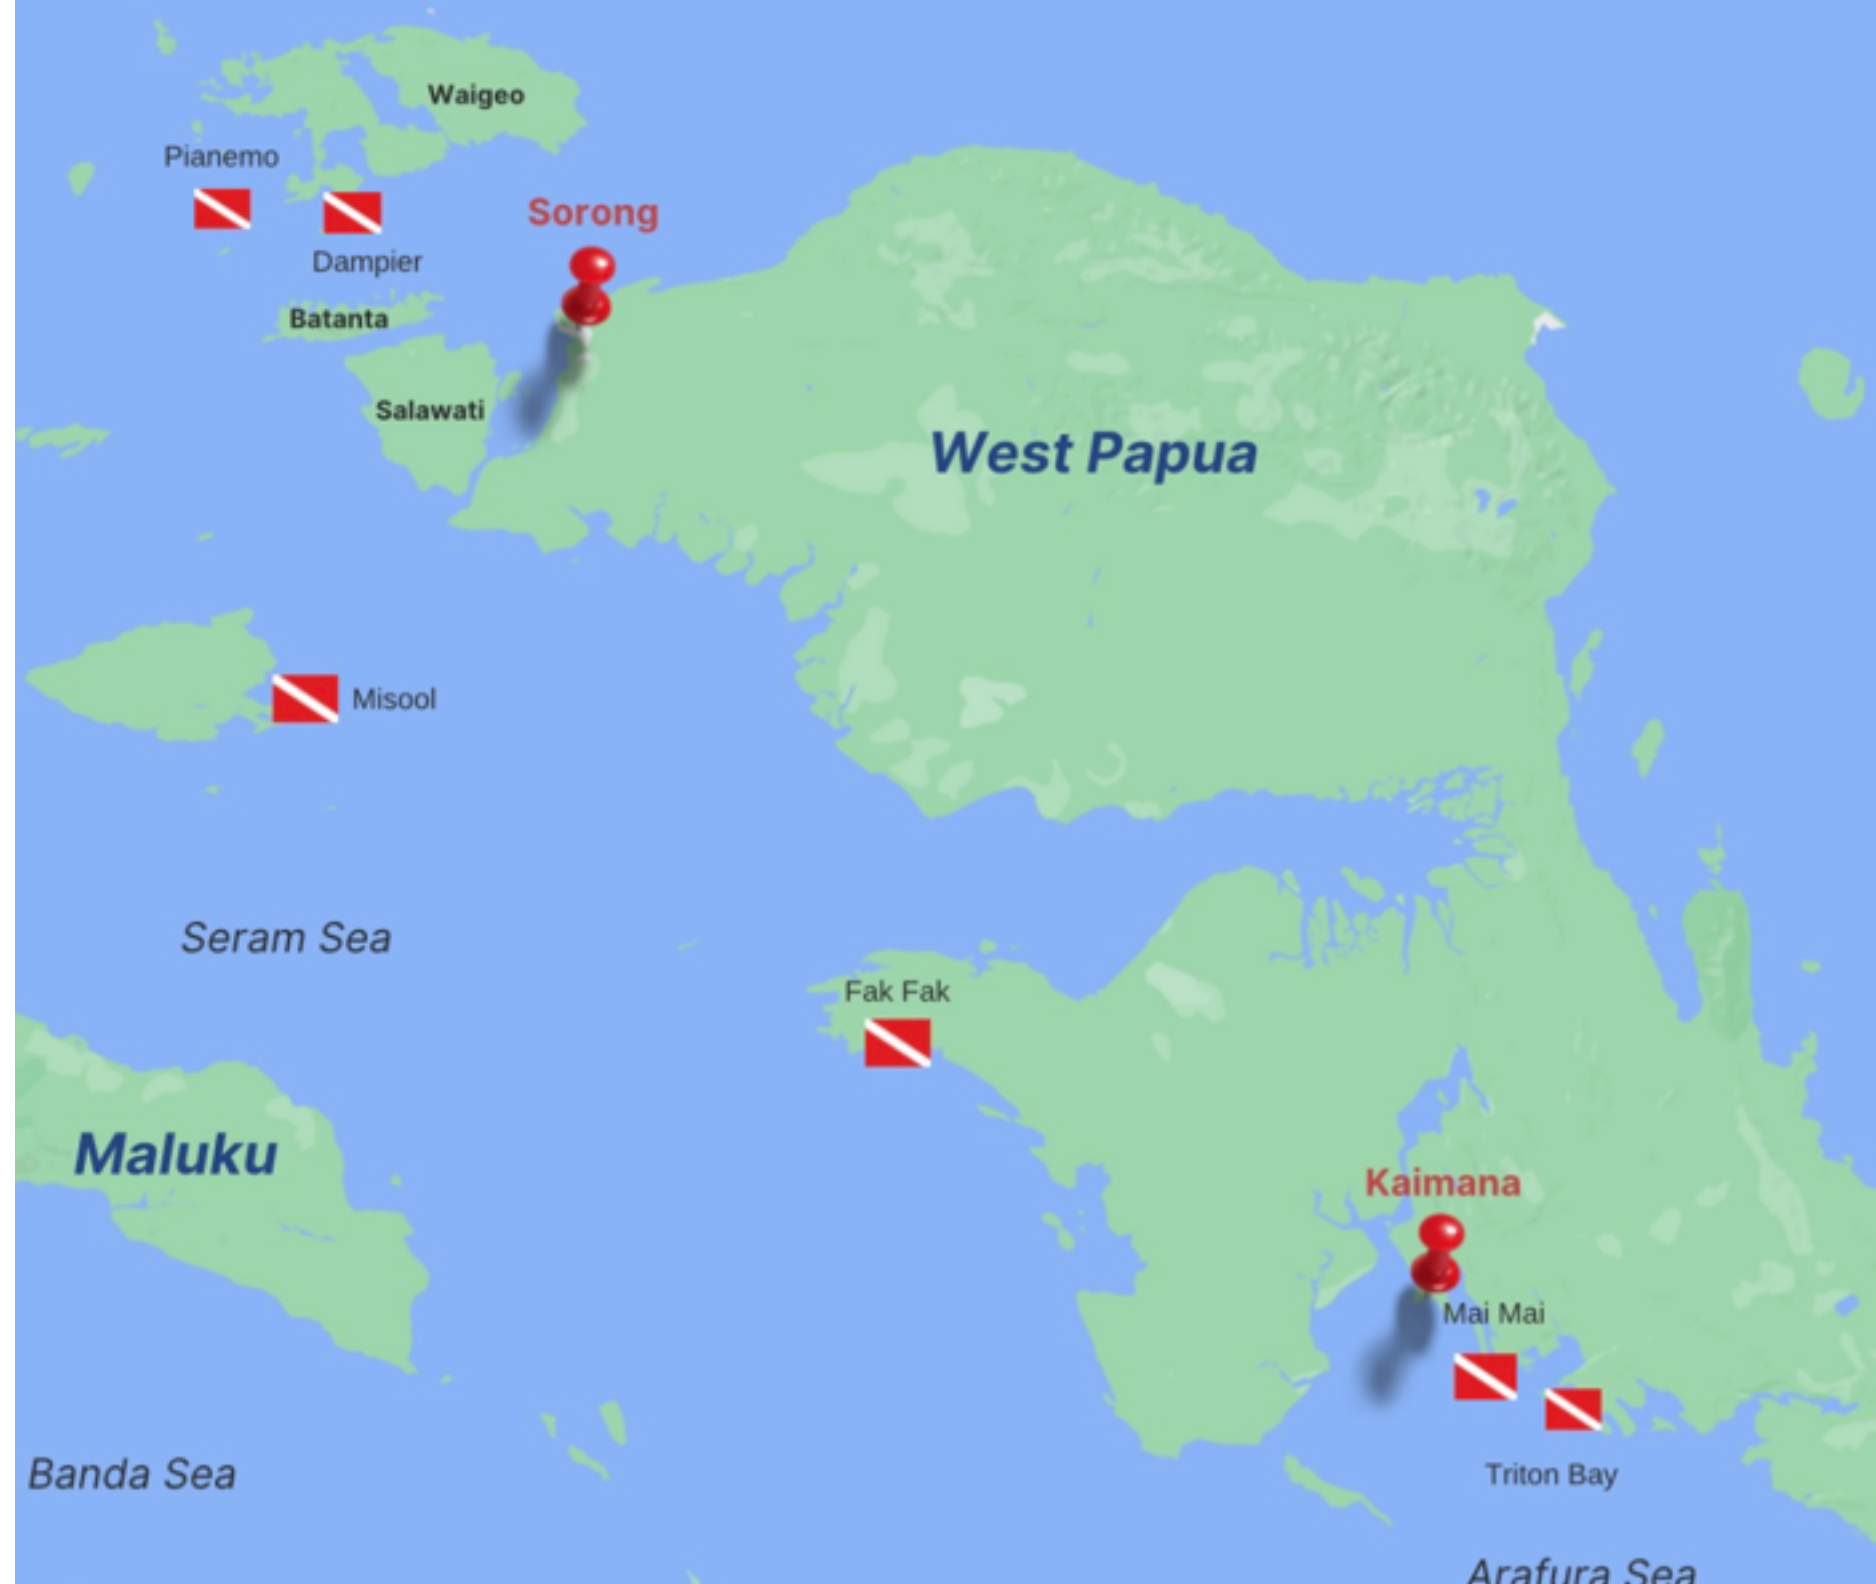 Waigeo
Pianemo
Sorong
Dampier
Batanta
Salawati
West Papua
Misool
Seram Sea
Fak Fak
Maluku
Kaimana
Mai Mai
Banda Sea
Triton Bay
Arafura Sea